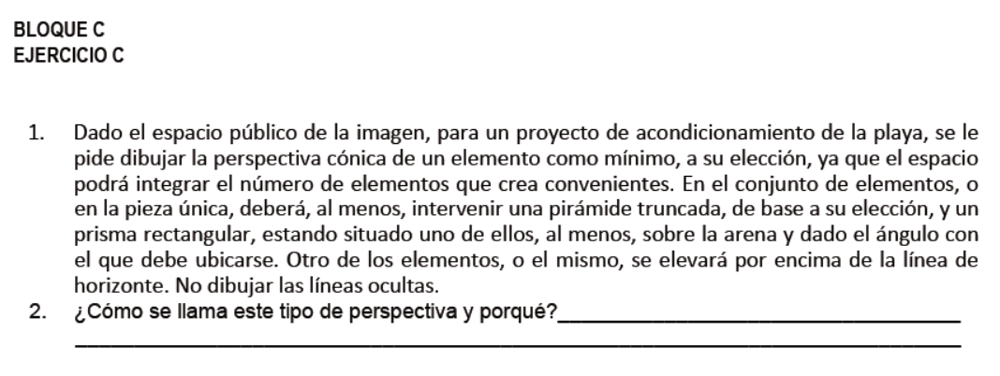 BLOQUE C
EJERCICIO C
1. Dado el espacio público de la imagen, para un proyecto de acondicionamiento de la playa, se le
pide dibujar la perspectiva cónica de un elemento como mínimo, a su elección, ya que el espacio
podrá integrar el número de elementos que crea convenientes. En el conjunto de elementos, o
en la pieza única, deberá, al menos, intervenir una pirámide truncada, de base a su elección, y un
prisma rectangular, estando situado uno de ellos, al menos, sobre la arena y dado el ángulo con
el que debe ubicarse. Otro de los elementos, o el mismo, se elevará por encima de la línea de
horizonte. No dibujar las líneas ocultas.
2. ¿Cómo se llama este tipo de perspectiva y porqué?